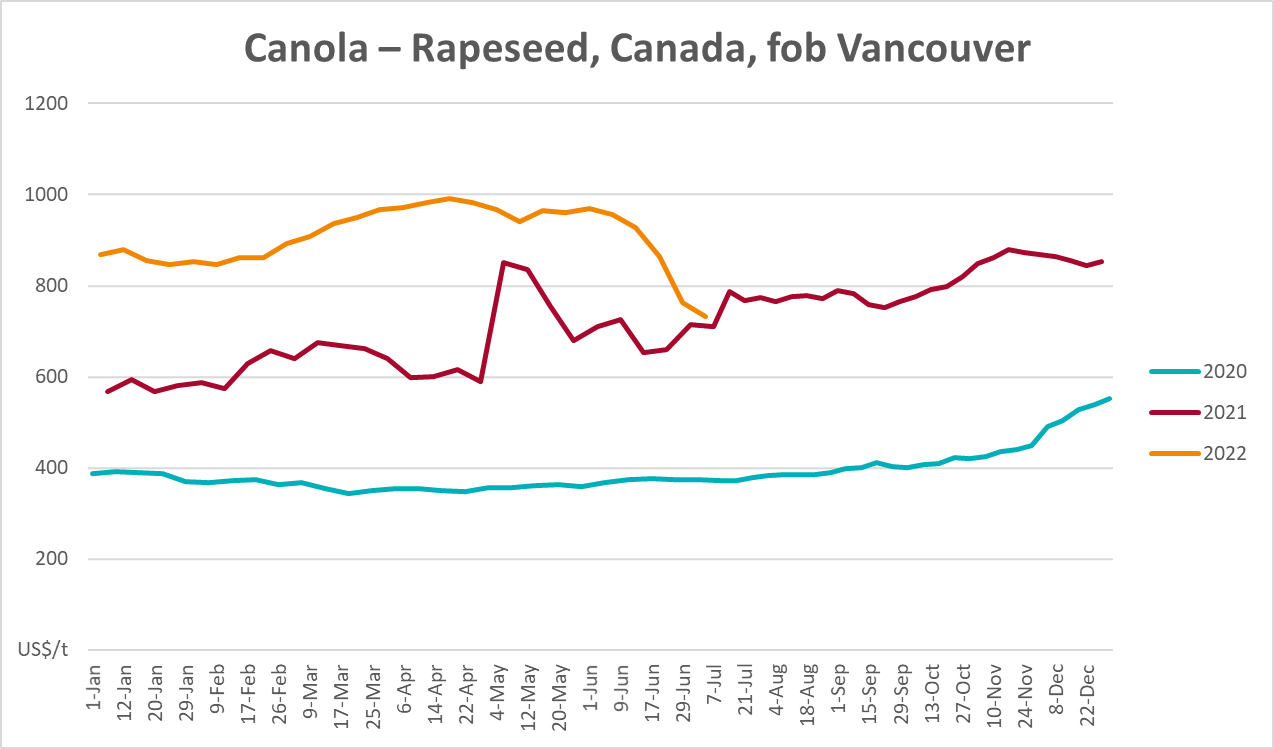 Canola – Rapeseed, Canada, fob Vancouver
1200
1000
800
600
400
200
US$/t
1-Jan
12-Jan
20-Jan
29-Jan
9-Feb
17-Feb
26-Feb
9-Mar
17-Mar
25-Mar
6-Apr
14-Apr
22-Apr
4-May
12-May
20-May
1-Jun
9-Jun
17-Jun
29-Jun
7-Jul
21-Jul
4-Aug
18-Aug
1-Sep
15-Sep
29-Sep
13-Oct
27-Oct
10-Nov
24-Nov
8-Dec
22-Dec
2020
2021
2022